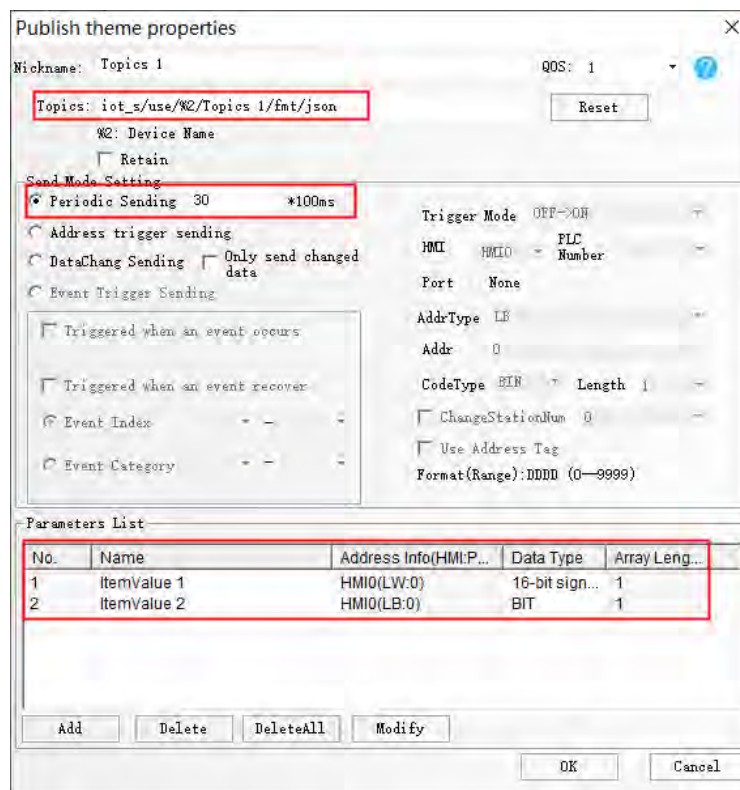 Publish theme properties
Nickname: Topics 1 QOS: 1
Topics: iot_s/use/%2/Topics 1/fmt/json Reset
%2: Device Name
Retain
Send Mode Setting
Periodic Sending 30 *100ms
Trigger Mode OFF->ON
Address trigger sending
HMI HMI0 PLC Number
DataChang Sending Only send changed data
Port None
Event Trigger Sending
AddrType LB
Triggered when an event occurs
Addr 0
Triggered when an event recover
CodeType BIN Length 1
Event Index -
ChangeStationNum 0
Use Address Tag
Event Category -
Format(Range):DDDD (0—9999)
Parameters List
No. Name Address Info(HMI:P... Data Type Array Leng...
1 ItemValue 1 HMI0(LW:0) 16-bit sign... 1
2 ItemValue 2 HMI0(LB:0) BIT 1
Add Delete DeleteAll Modify
OK Cancel